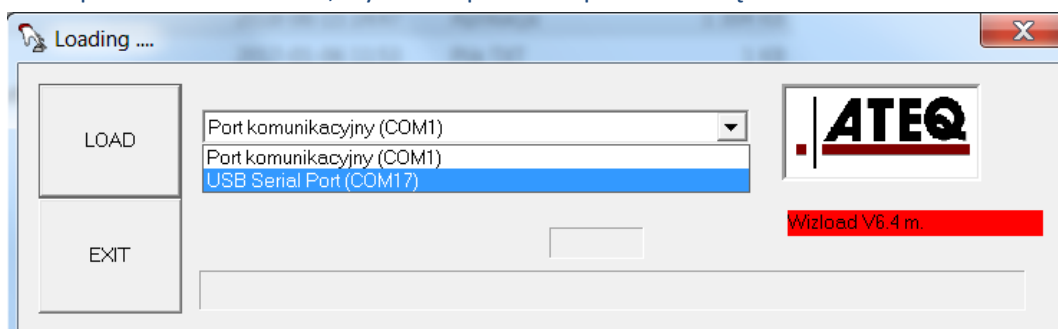 Loading ....
LOAD
Port komunikacyjny (COM1)
Port komunikacyjny (COM1)
USB Serial Port (COM17)
ATEQ
Wizload V6.4 m.
EXIT